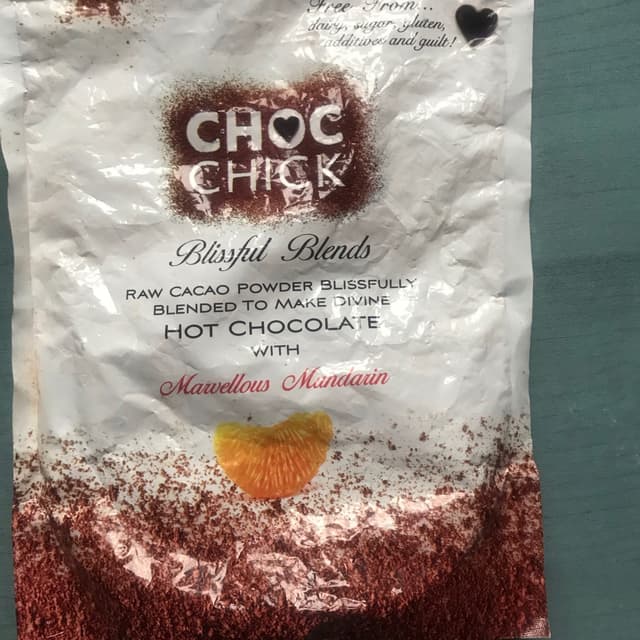 Free From...
dairy, sugar, gluten,
additives and guilt!
CHOC
CHICK
Blissful Blends
RAW CACAO POWDER BLISSFULLY
BLENDED TO MAKE DIVINE
HOT CHOCOLATE
WITH
Marvellous Mandarin